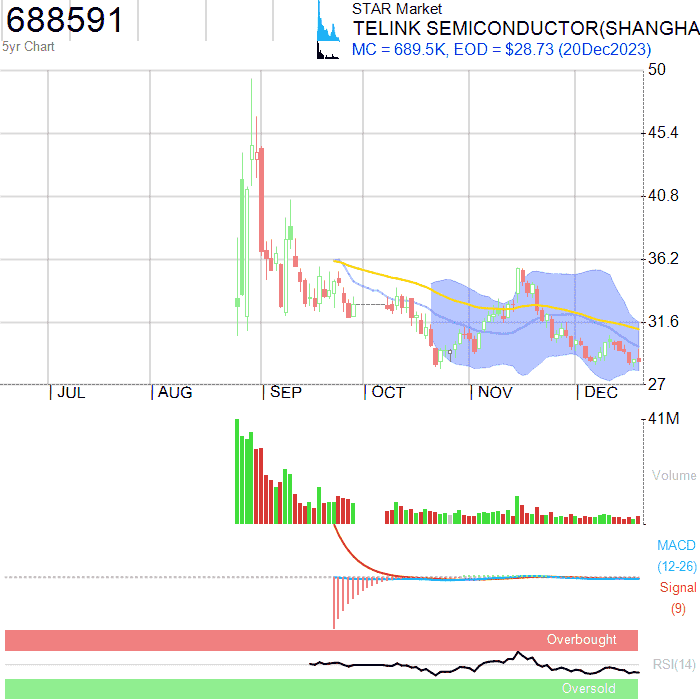 688591
STAR Market
TELINK SEMICONDUCTOR(SHANGHA
5yr Chart
MC = 689.5K, EOD = $28.73 (20Dec2023)
50
45.4
40.8
36.2
31.6
27
JUL
AUG
SEP
OCT
NOV
DEC
41M
Volume
MACD
(12-26)
Signal
(9)
Overbought
RSI(14)
Oversold